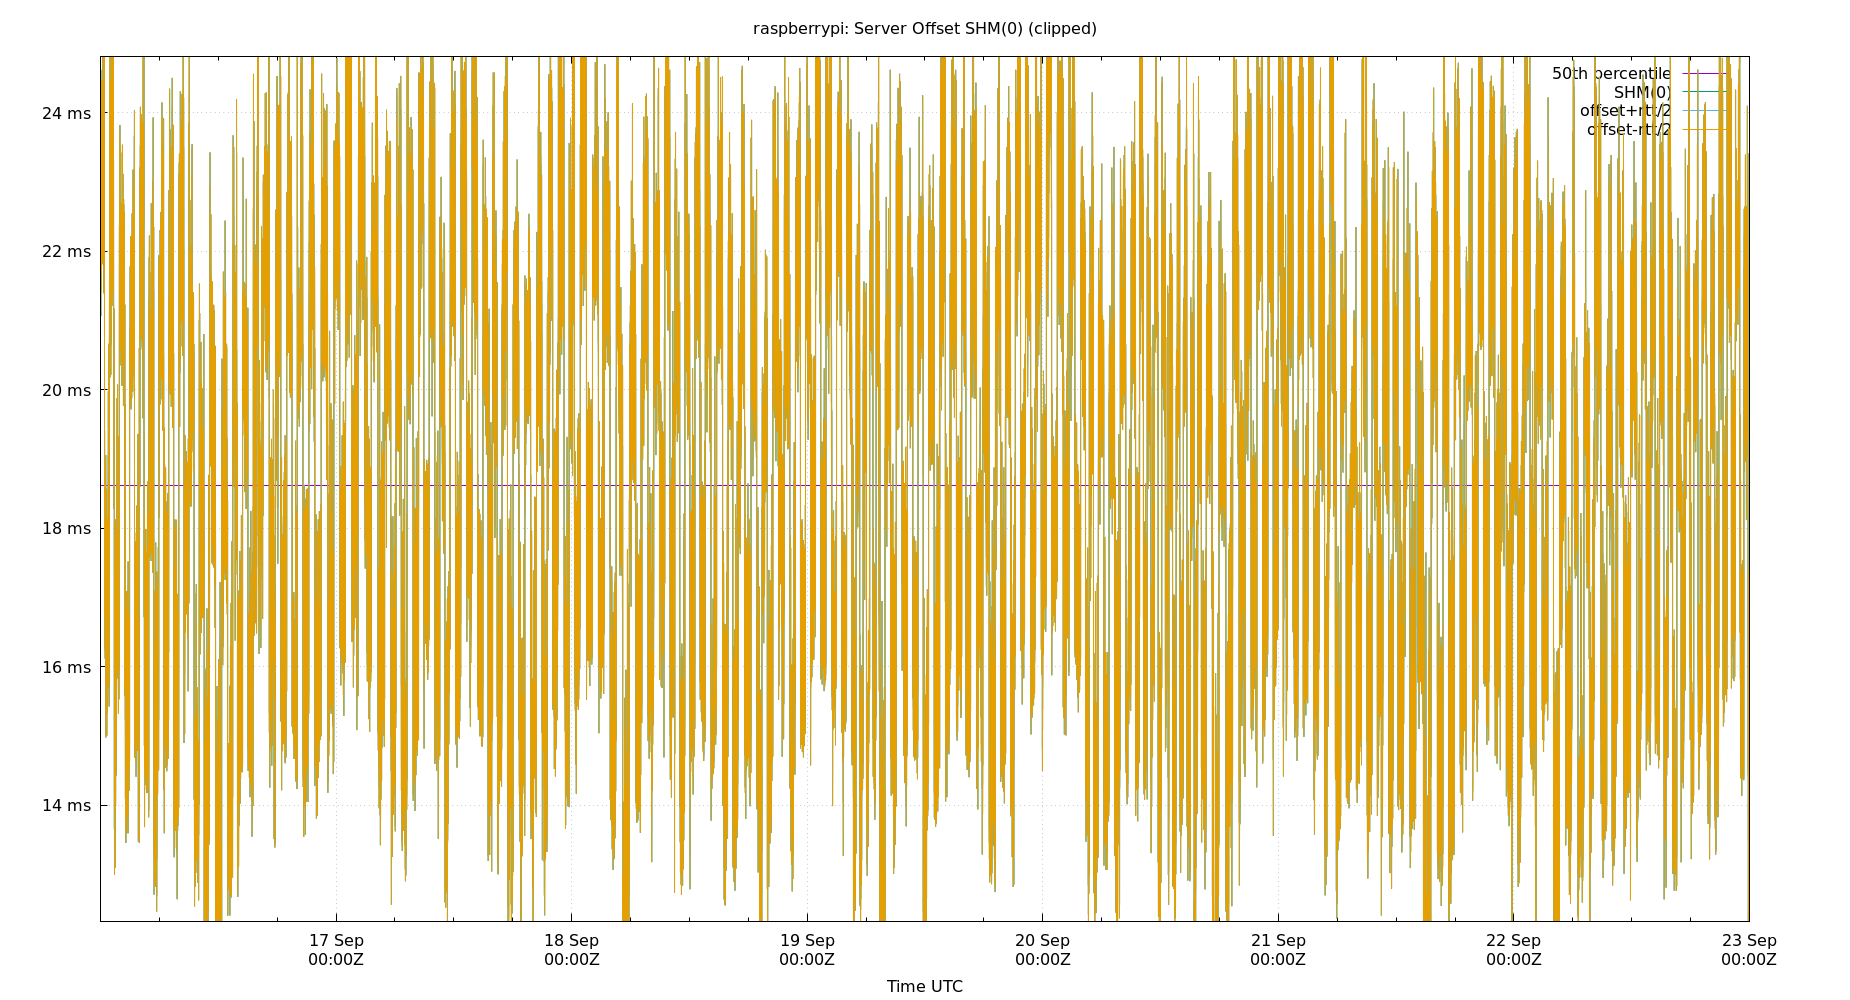 raspberrypi: Server Offset SHM(0) (clipped)
50th percentile
SHM(0)
offset+rtt/2
offset-rtt/2
24 ms
22 ms
20 ms
18 ms
16 ms
14 ms
17 Sep 18 Sep 19 Sep 20 Sep 21 Sep 22 Sep 23 Sep
00:00Z 00:00Z 00:00Z 00:00Z 00:00Z 00:00Z 00:00Z
Time UTC